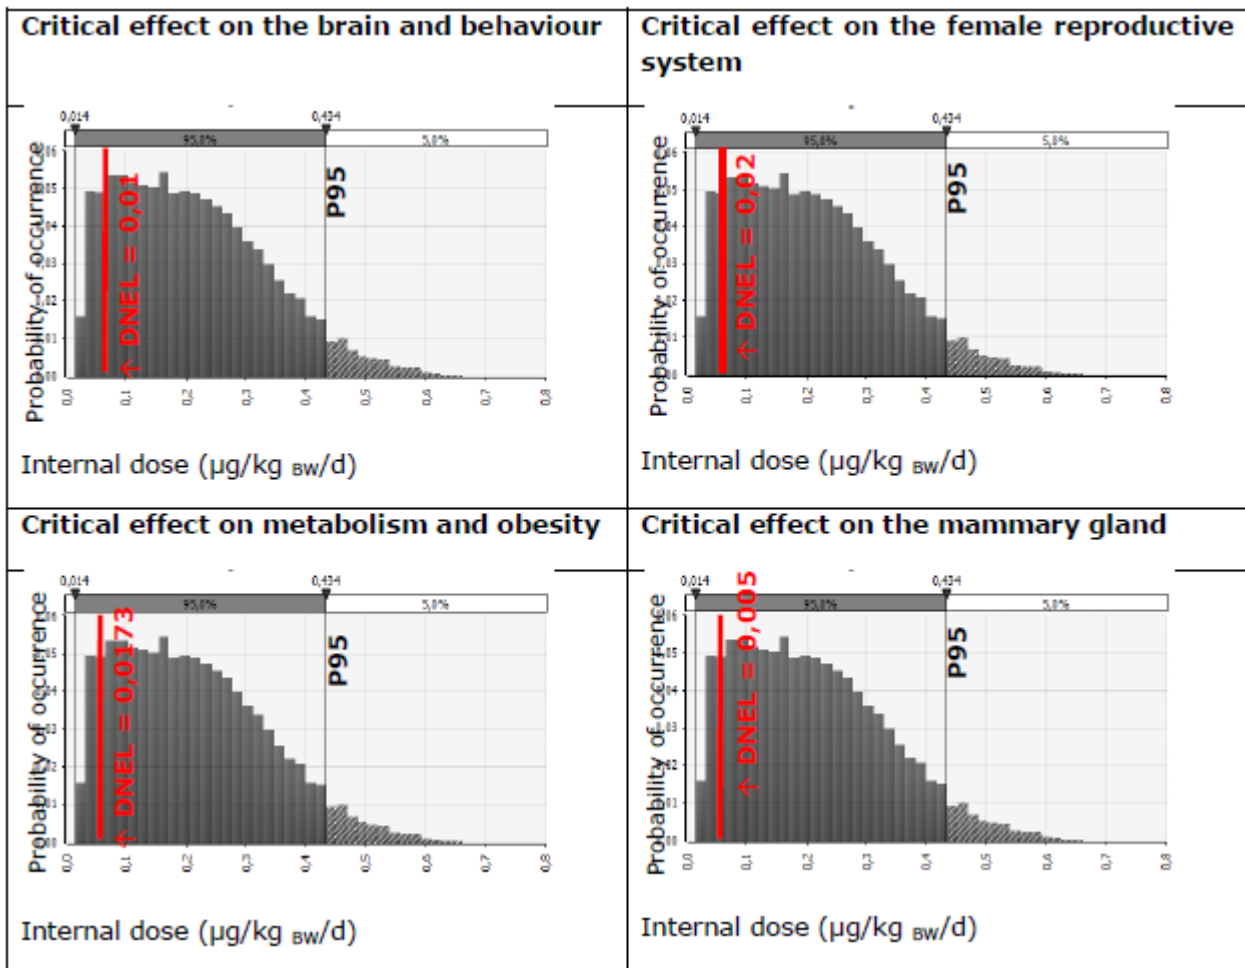 Critical effect on the brain and behaviour
0,014
0,434
95,0%
5,0%
Probability of occurrence
↑ DNEL = 0,01
P95
0,0 0,1 0,2 0,3 0,4 0,5 0,6 0,7 0,8
Internal dose (µg/kg BW/d)
Critical effect on the female reproductive
system
0,014
0,434
95,0%
5,0%
Probability of occurrence
↑ DNEL = 0,02
P95
0,0 0,1 0,2 0,3 0,4 0,5 0,6 0,7 0,8
Internal dose (µg/kg BW/d)
Critical effect on metabolism and obesity
0,014
0,434
95,0%
5,0%
Probability of occurrence
↑ DNEL = 0,0173
P95
0,0 0,1 0,2 0,3 0,4 0,5 0,6 0,7 0,8
Internal dose (µg/kg BW/d)
Critical effect on the mammary gland
0,014
0,434
95,0%
5,0%
Probability of occurrence
↑ DNEL = 0,005
P95
0,0 0,1 0,2 0,3 0,4 0,5 0,6 0,7 0,8
Internal dose (µg/kg BW/d)